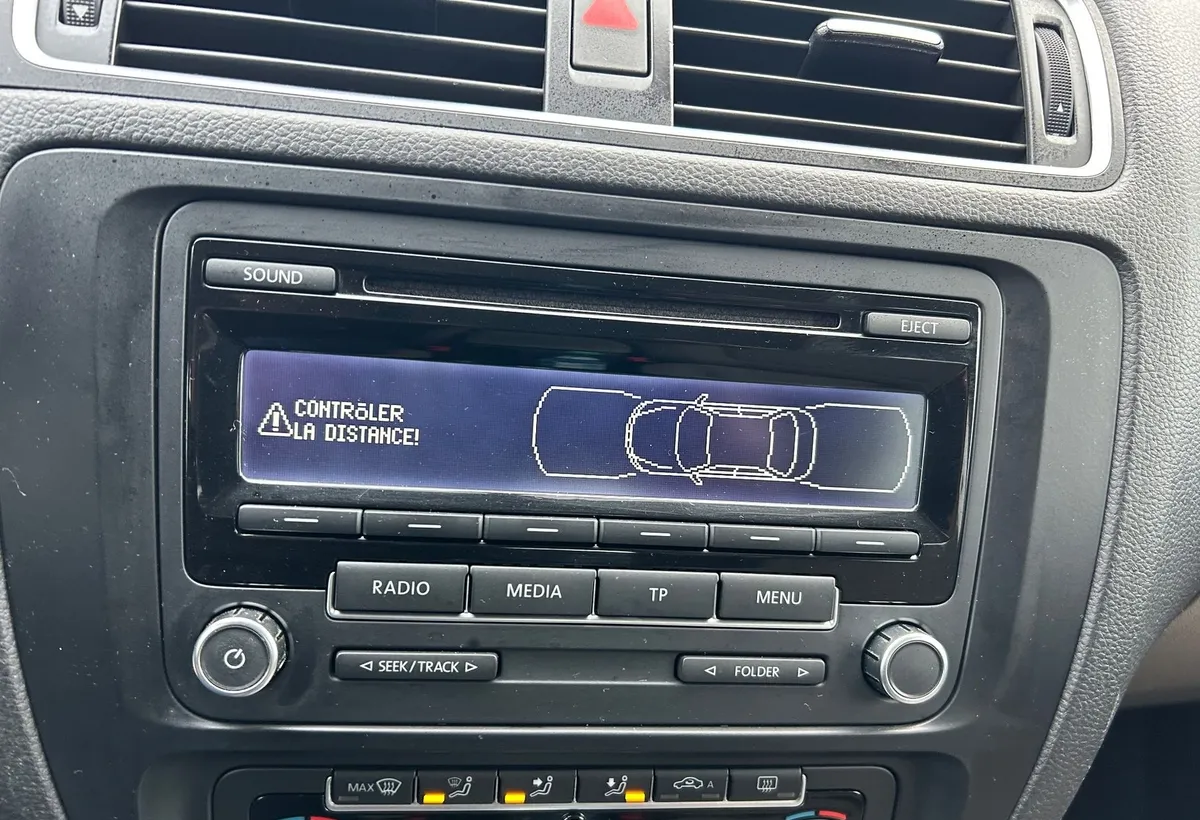 SOUND
EJECT
CONTRôLER
LA DISTANCE!
RADIO
MEDIA
TP
MENU
SEEK/TRACK
FOLDER
MAX
A